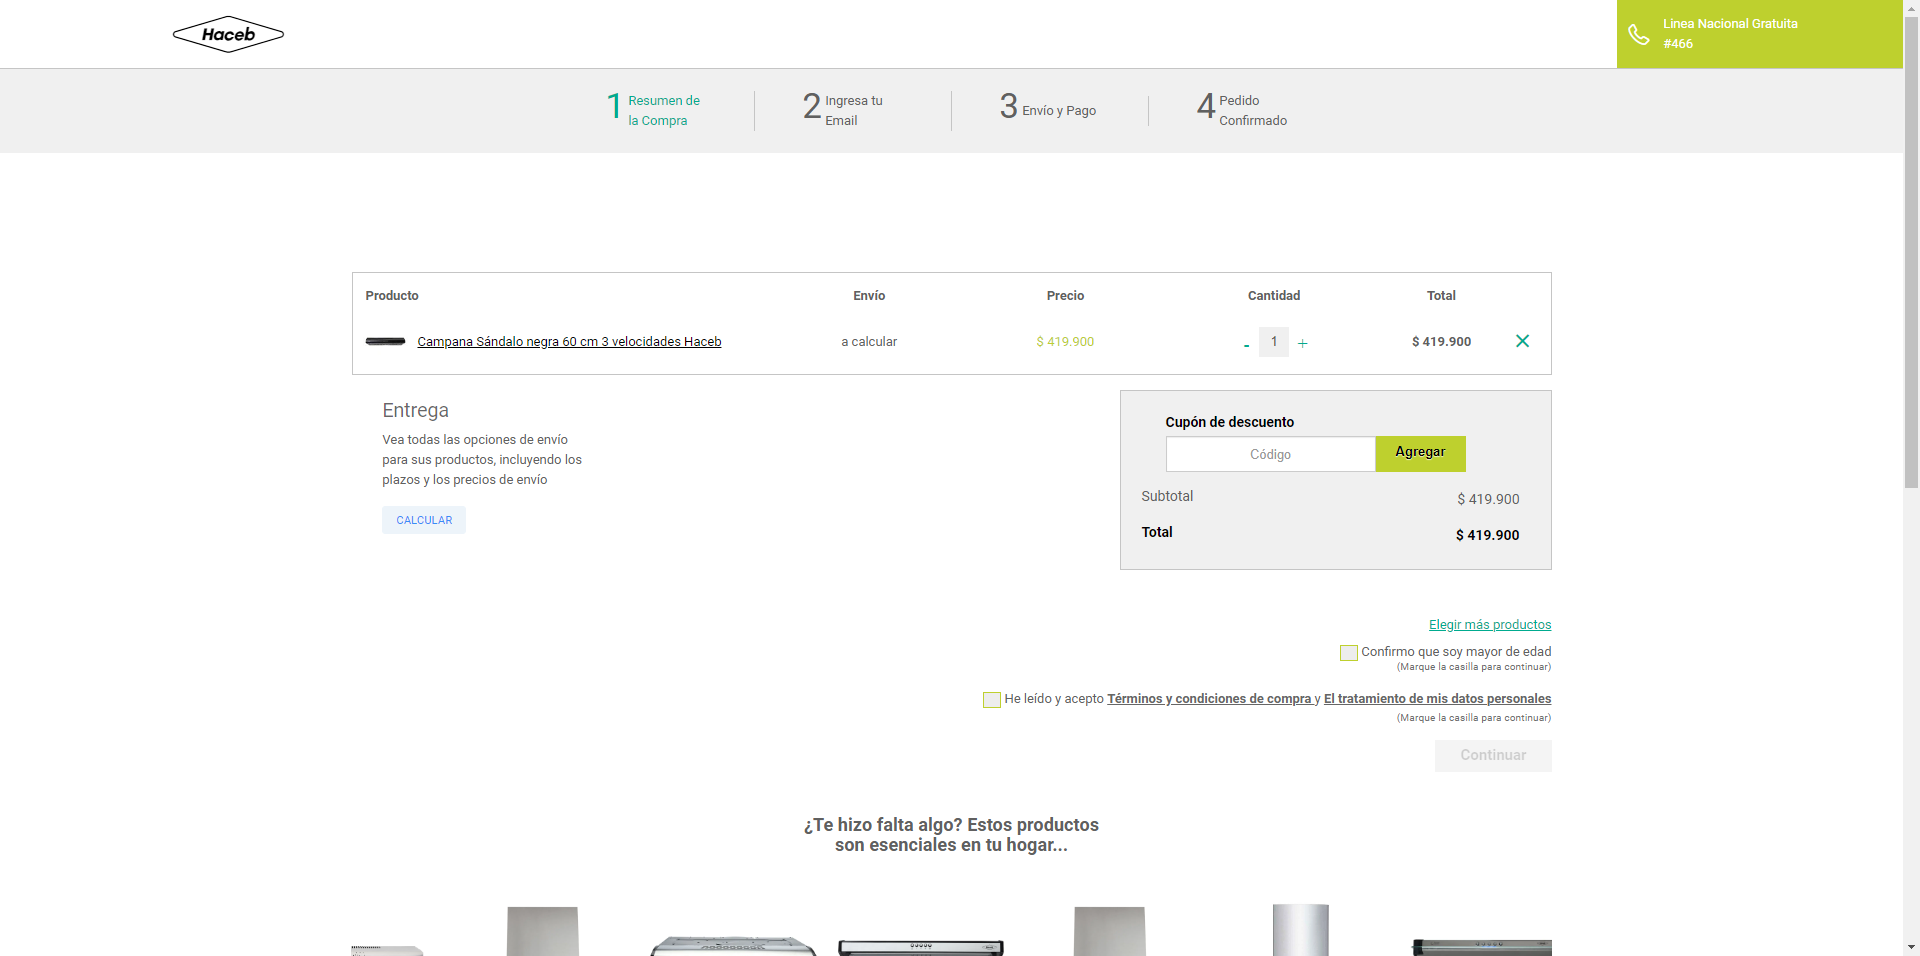 Haceb
Linea Nacional Gratuita
#466
1 Resumen de
la Compra
2 Ingresa tu
Email
3 Envío y Pago
4 Pedido
Confirmado
Producto Envío Precio Cantidad Total
Campana Sándalo negra 60 cm 3 velocidades Haceb a calcular $ 419.900 - 1 + $ 419.900
Entrega
Vea todas las opciones de envío
para sus productos, incluyendo los
plazos y los precios de envío
CALCULAR
Cupón de descuento
Código Agregar
Subtotal $ 419.900
Total $ 419.900
Elegir más productos
Confirmo que soy mayor de edad
(Marque la casilla para continuar)
He leído y acepto Términos y condiciones de compra y El tratamiento de mis datos personales
(Marque la casilla para continuar)
Continuar
¿Te hizo falta algo? Estos productos
son esenciales en tu hogar...